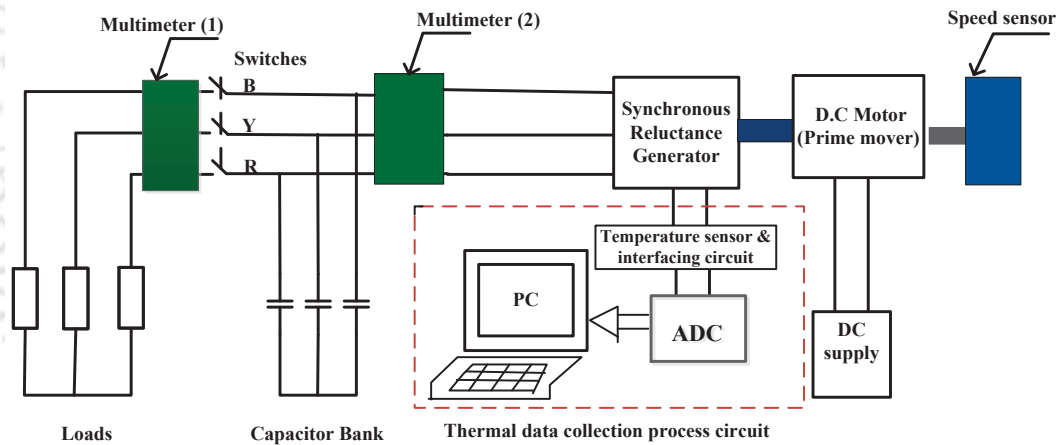 Multimeter (1)
Multimeter (2)
Speed sensor
Switches
B
Y
R
Synchronous
Reluctance
Generator
D.C Motor
(Prime mover)
Temperature sensor &
interfacing circuit
PC
ADC
DC
supply
Loads
Capacitor Bank
Thermal data collection process circuit